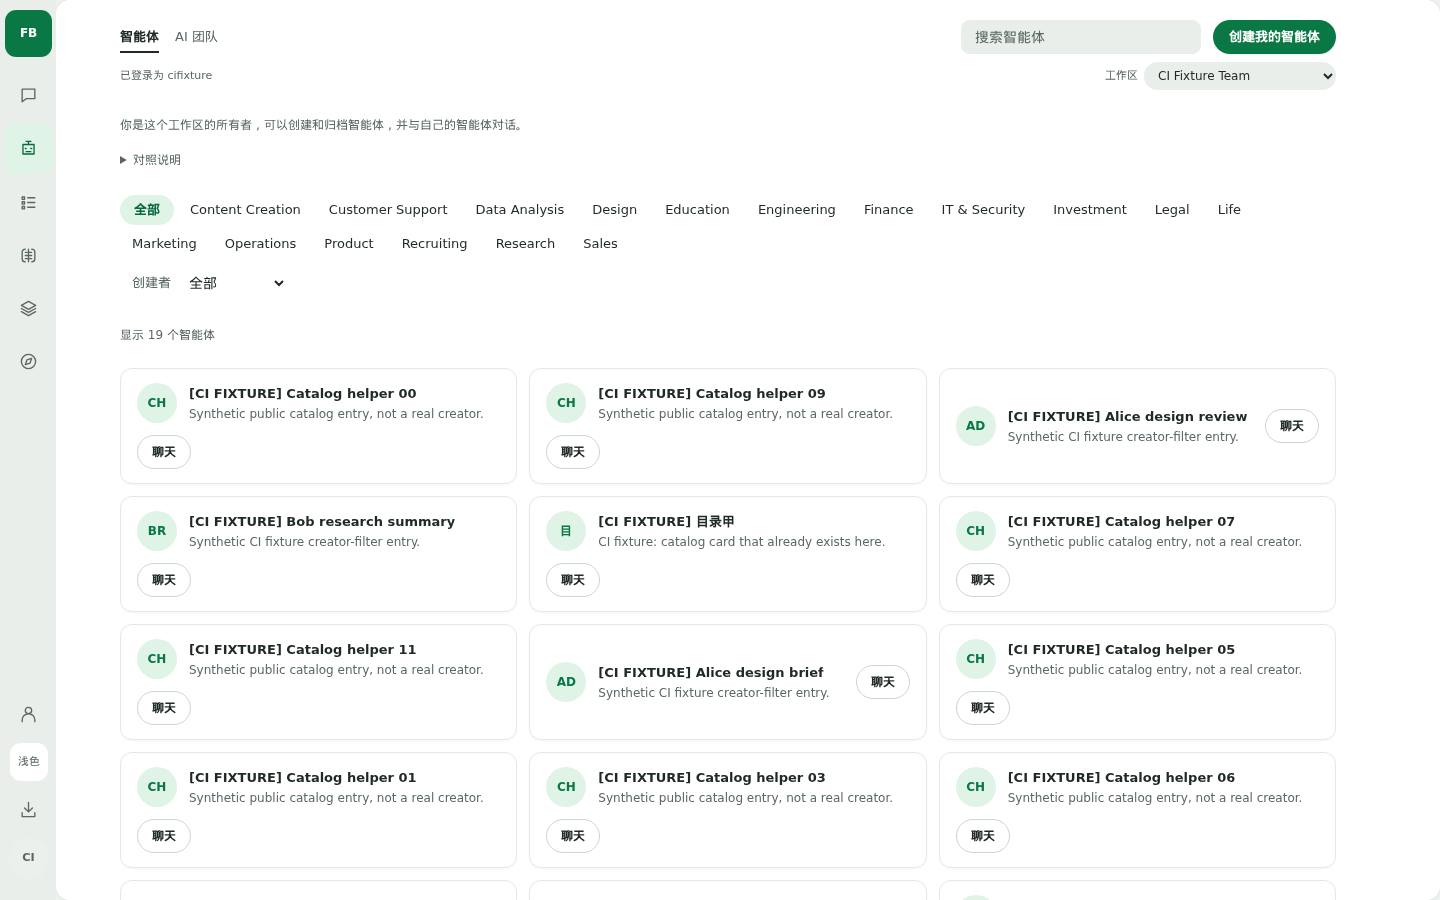 FB
智能体 AI 团队
搜索智能体
创建我的智能体
已登录为 cifixture
工作区 CI Fixture Team
你是这个工作区的所有者，可以创建和归档智能体，并与自己的智能体对话。
对照说明
全部 Content Creation Customer Support Data Analysis Design Education Engineering Finance IT & Security Investment Legal Life
Marketing Operations Product Recruiting Research Sales
创建者 全部
显示 19 个智能体
CH
[CI FIXTURE] Catalog helper 00
Synthetic public catalog entry, not a real creator.
聊天
CH
[CI FIXTURE] Catalog helper 09
Synthetic public catalog entry, not a real creator.
聊天
AD
[CI FIXTURE] Alice design review
Synthetic CI fixture creator-filter entry.
聊天
BR
[CI FIXTURE] Bob research summary
Synthetic CI fixture creator-filter entry.
聊天
目
[CI FIXTURE] 目录甲
CI fixture: catalog card that already exists here.
聊天
CH
[CI FIXTURE] Catalog helper 07
Synthetic public catalog entry, not a real creator.
聊天
CH
[CI FIXTURE] Catalog helper 11
Synthetic public catalog entry, not a real creator.
聊天
AD
[CI FIXTURE] Alice design brief
Synthetic CI fixture creator-filter entry.
聊天
CH
[CI FIXTURE] Catalog helper 05
Synthetic public catalog entry, not a real creator.
聊天
CH
[CI FIXTURE] Catalog helper 01
Synthetic public catalog entry, not a real creator.
聊天
CH
[CI FIXTURE] Catalog helper 03
Synthetic public catalog entry, not a real creator.
聊天
CH
[CI FIXTURE] Catalog helper 06
Synthetic public catalog entry, not a real creator.
聊天
浅色
CI